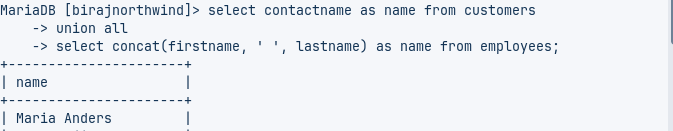 MariaDB [birajnorthwind]> select contactname as name from customers
    -> union all
    -> select concat(firstname, ' ', lastname) as name from employees;
+----------------------+
| name                 |
+----------------------+
| Maria Anders         |